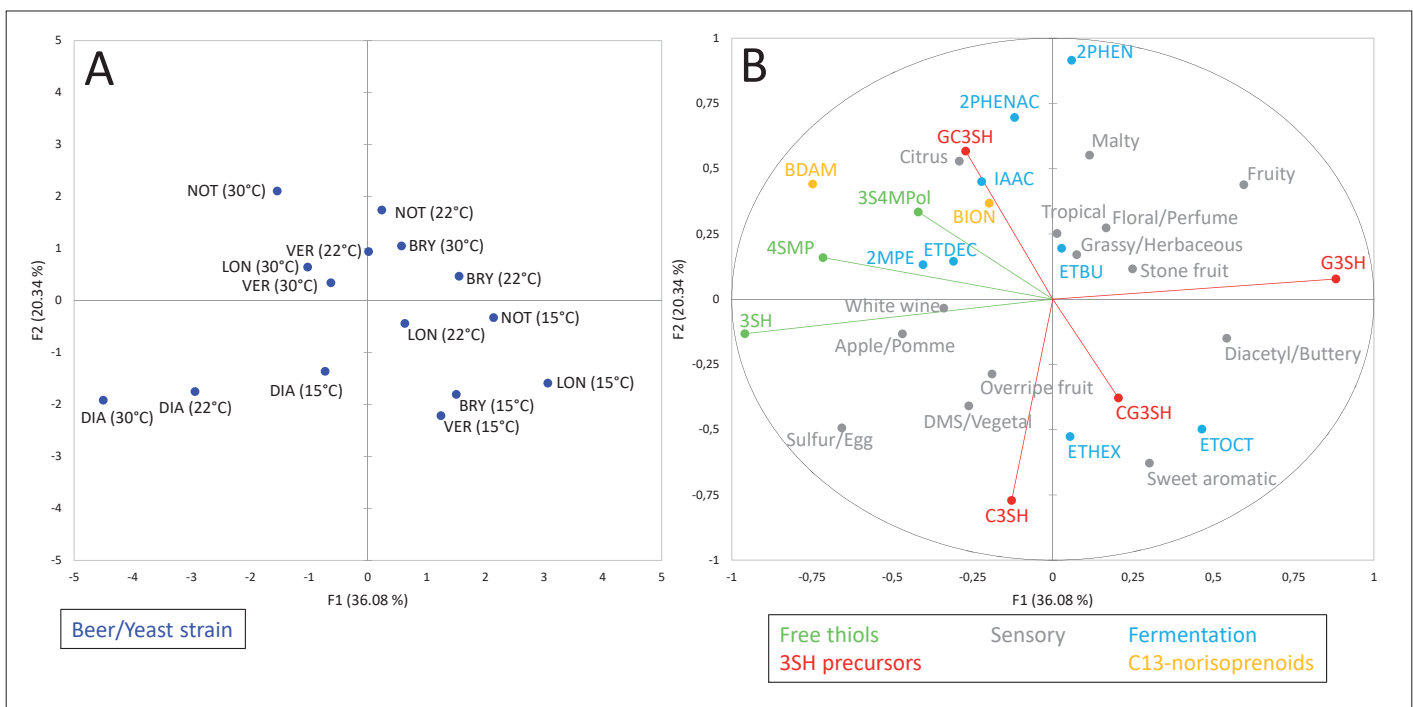 A
5
4
3
2
1
0
-1
-2
-3
-4
-5
F2 (20.34 %)
NOT (30°C)
NOT (22°C)
VER (22°C)
BRY (30°C)
LON (30°C)
VER (30°C)
BRY (22°C)
LON (22°C)
NOT (15°C)
DIA (15°C)
LON (15°C)
DIA (30°C)
DIA (22°C)
BRY (15°C)
VER (15°C)
-5 -4 -3 -2 -1 0 1 2 3 4 5
F1 (36.08 %)
Beer/Yeast strain
B
1
0,75
0,5
0,25
0
-0,25
-0,5
-0,75
-1
F2 (20.34 %)
2PHEN
2PHENAC
GC3SH
Malty
Citrus
BDAM
IAAC
Fruity
3S4MPol
BION
Tropical
Floral/Perfume
4SMP
2MPE
ETDEC
Grassy/Herbaceous
ETBU
Stone fruit
G3SH
White wine
3SH
Apple/Pomme
Diacetyl/Buttery
Overripe fruit
DMS/Vegetal
CG3SH
Sulfur/Egg
ETHEX
ETOCT
Sweet aromatic
C3SH
-1 -0,75 -0,5 -0,25 0 0,25 0,5 0,75 1
F1 (36.08 %)
Free thiols Sensory Fermentation
3SH precursors C13-norisoprenoids